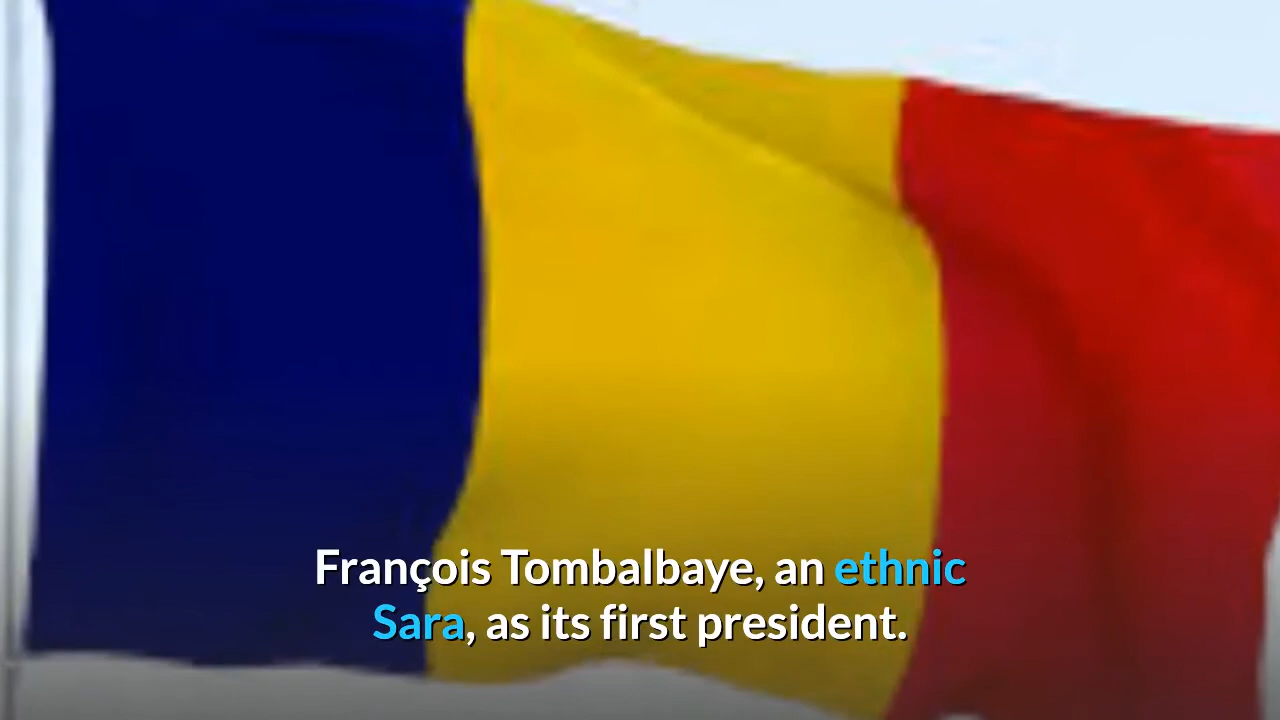 François Tombalbaye, an ethnic
Sara, as its first president.